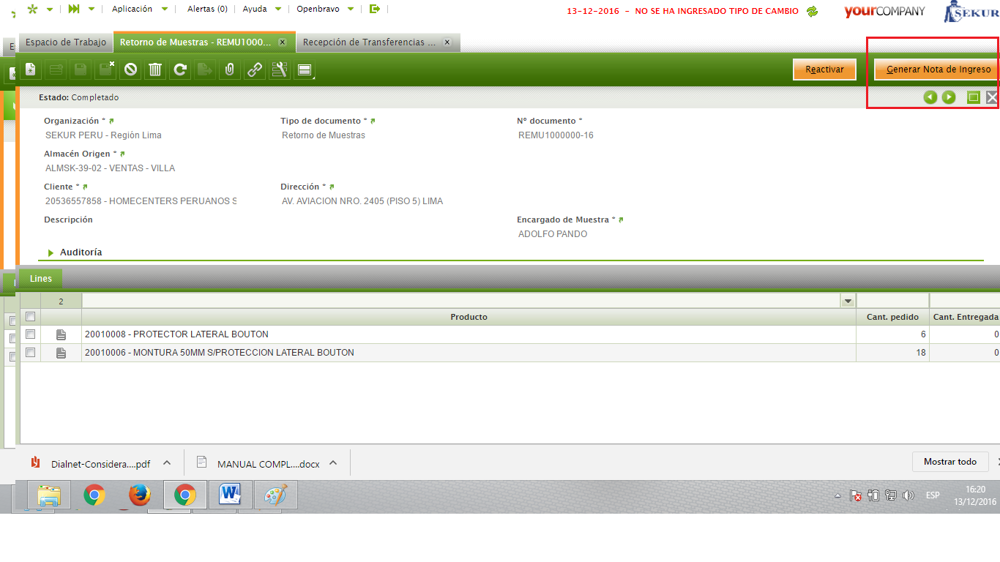 Aplicación Alertas (0) Ayuda Openbravo 13-12-2016 - NO SE HA INGRESADO TIPO DE CAMBIO yourCOMPANY SEKUR
E Espacio de Trabajo Retorno de Muestras - REMU1000... Recepción de Transferencias ...
Reactivar Generar Nota de Ingreso
Estado: Completado
Organización * Tipo de documento * Nº documento *
SEKUR PERU - Región Lima Retorno de Muestras REMU1000000-16
Almacén Origen *
ALMSK-39-02 - VENTAS - VILLA
Cliente * Dirección *
20536557858 - HOMECENTERS PERUANOS S AV. AVIACION NRO. 2405 (PISO 5) LIMA
Descripción Encargado de Muestra *
ADOLFO PANDO
Auditoría
Lines
2
Producto Cant. pedido Cant. Entregada
20010008 - PROTECTOR LATERAL BOUTON 6 0
20010006 - MONTURA 50MM S/PROTECCION LATERAL BOUTON 18 0
Dialnet-Considera....pdf MANUAL COMPL....docx Mostrar todo
ESP 16:20
13/12/2016